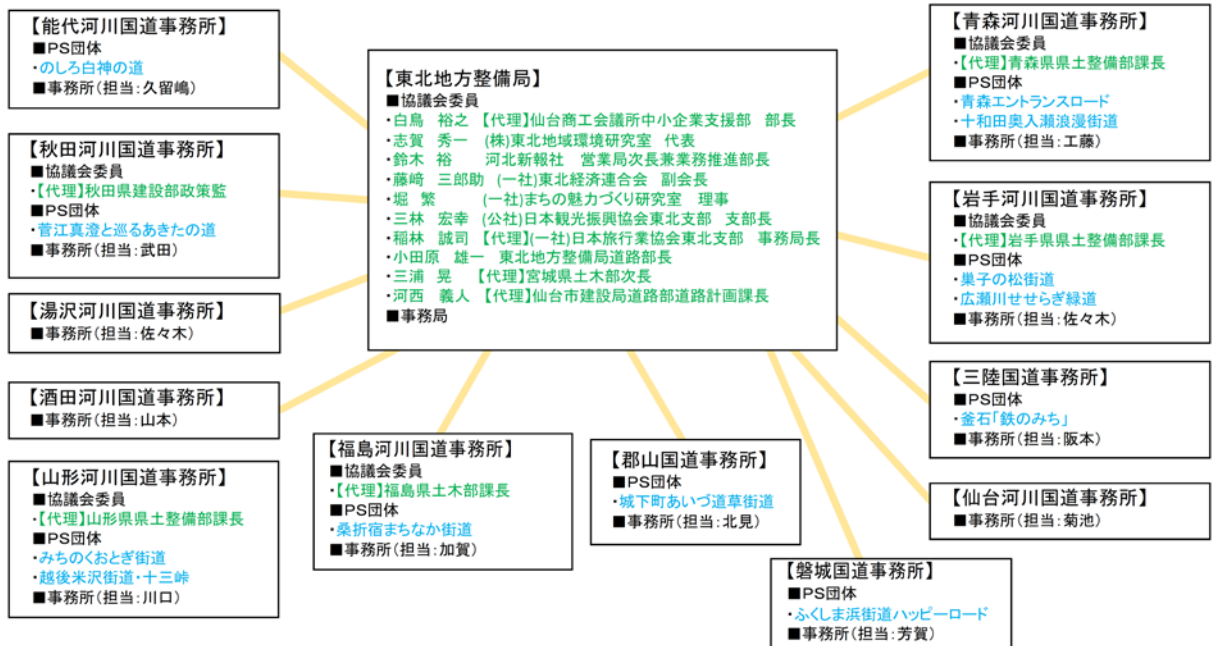 【能代河川国道事務所】
■PS団体
・のしろ白神の道
■事務所(担当:久留嶋)
【秋田河川国道事務所】
■協議会委員
・【代理】秋田県建設部政策監
■PS団体
・菅江真澄と巡るあきたの道
■事務所(担当:武田)
【湯沢河川国道事務所】
■事務所(担当:佐々木)
【酒田河川国道事務所】
■事務所(担当:山本)
【山形河川国道事務所】
■協議会委員
・【代理】山形県県土整備部課長
■PS団体
・みちのくおとぎ街道
・越後米沢街道・十三峠
■事務所(担当:川口)
【東北地方整備局】
■協議会委員
・白鳥 裕之 【代理】仙台商工会議所中小企業支援部 部長
・志賀 秀一 (株)東北地域環境研究室 代表
・鈴木 裕 河北新報社 営業局次長兼業務推進部長
・藤﨑 三郎助 (一社)東北経済連合会 副会長
・堀 繁 (一社)まちの魅力づくり研究室 理事
・三林 宏幸 (公社)日本観光振興協会東北支部 支部長
・稲林 誠司 【代理】(一社)日本旅行業協会東北支部 事務局長
・小田原 雄一 東北地方整備局道路部長
・三浦 晃 【代理】宮城県土木部次長
・河西 義人 【代理】仙台市建設局道路部道路計画課長
■事務局
【福島河川国道事務所】
■協議会委員
・【代理】福島県土木部課長
■PS団体
・桑折宿まちなか街道
■事務所(担当:加賀)
【郡山国道事務所】
■PS団体
・城下町あいづ道草街道
■事務所(担当:北見)
【磐城国道事務所】
■PS団体
・ふくしま浜街道ハッピーロード
■事務所(担当:芳賀)
【青森河川国道事務所】
■協議会委員
・【代理】青森県県土整備部課長
■PS団体
・青森エントランスロード
・十和田奥入瀬浪漫街道
■事務所(担当:工藤)
【岩手河川国道事務所】
■協議会委員
・【代理】岩手県県土整備部課長
■PS団体
・巣子の松街道
・広瀬川せせらぎ緑道
■事務所(担当:佐々木)
【三陸国道事務所】
■PS団体
・釜石「鉄のみち」
■事務所(担当:阪本)
【仙台河川国道事務所】
■事務所(担当:菊池)